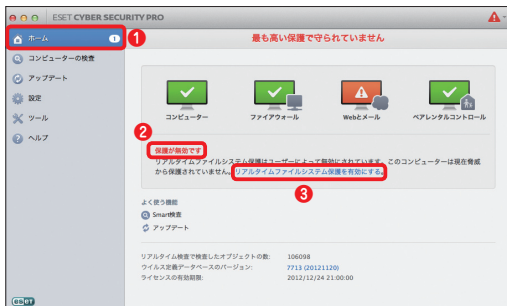 ESET CYBER SECURITY PRO
ホーム
1
❶
最も高い保護で守られていません
コンピューターの検査
アップデート
設定
ツール
ヘルプ
コンピューター
ファイアウォール
Webとメール
ペアレンタルコントロール
❷
保護が無効です
リアルタイムファイルシステム保護はユーザーによって無効にされています。このコンピューターは現在脅威
から保護されていません。リアルタイムファイルシステム保護を有効にする。
❸
よく使う機能
Smart検査
アップデート
リアルタイム検査で検査したオブジェクトの数: 106098
ウイルス定義データベースのバージョン: 7713 (20121120)
ライセンスの有効期限: 2012/12/24 21:00:00
eset